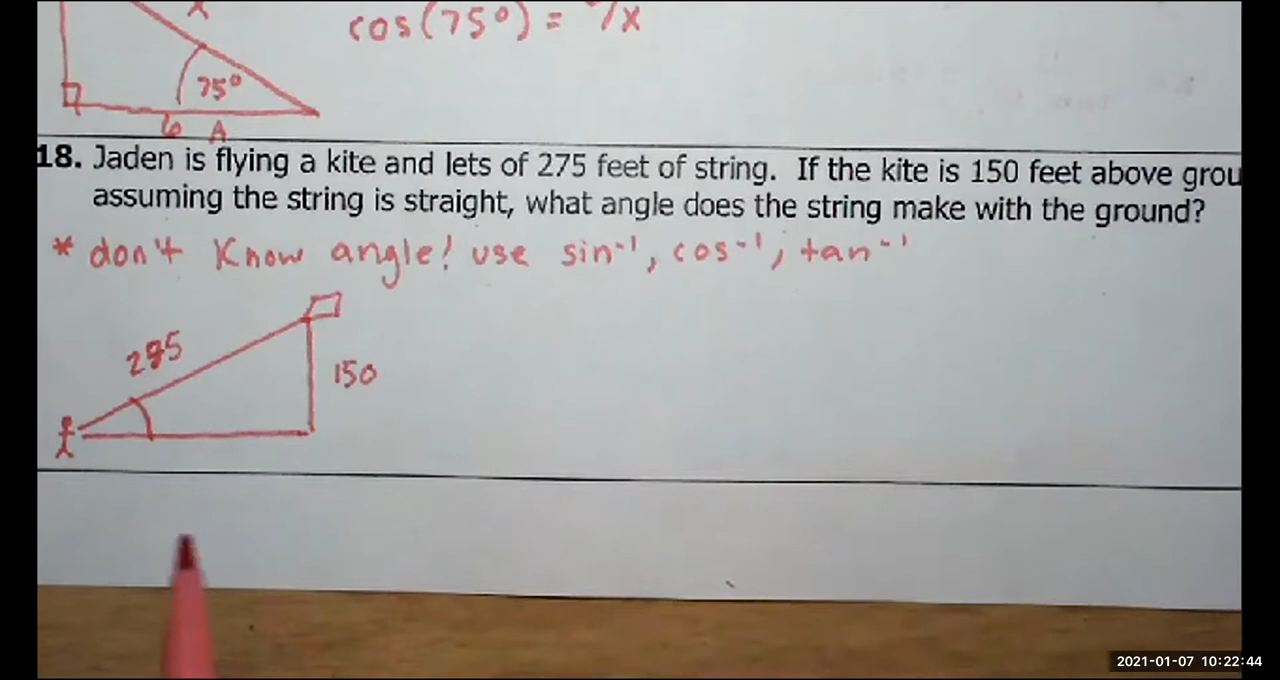 x
cos(75°) = /x
75°
6 A
18. Jaden is flying a kite and lets of 275 feet of string. If the kite is 150 feet above grou
assuming the string is straight, what angle does the string make with the ground?
* don't know angle! use sin⁻¹, cos⁻¹, tan⁻¹
275
150
2021-01-07 10:22:44